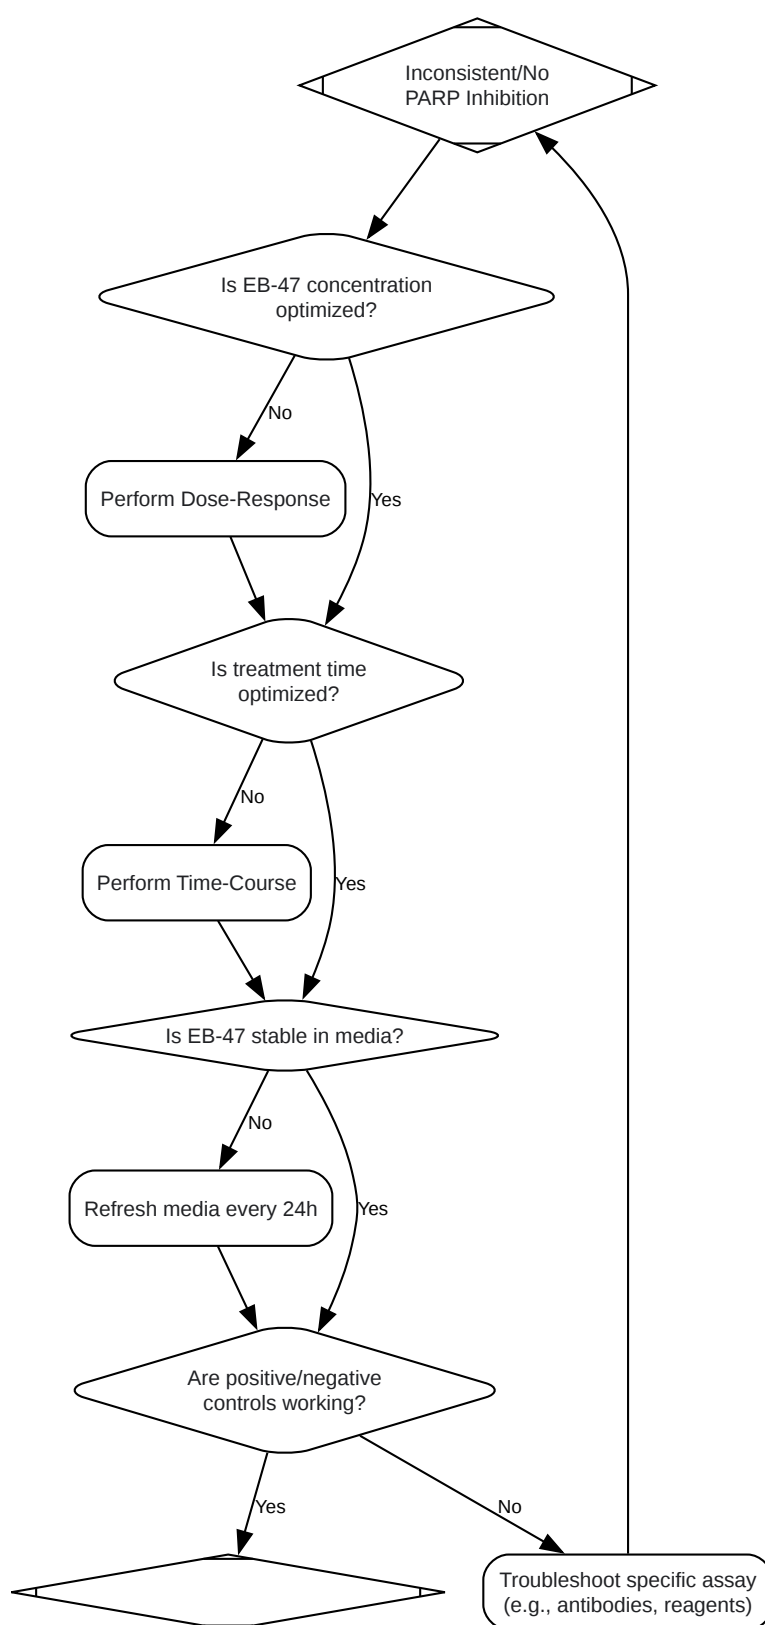 Inconsistent/No
PARP Inhibition
Is EB-47 concentration
optimized?
No
Perform Dose-Response
Yes
Is treatment time
optimized?
No
Perform Time-Course
Yes
Is EB-47 stable in media?
No
Refresh media every 24h
Yes
Are positive/negative
controls working?
Yes
No
Troubleshoot specific assay
(e.g., antibodies, reagents)